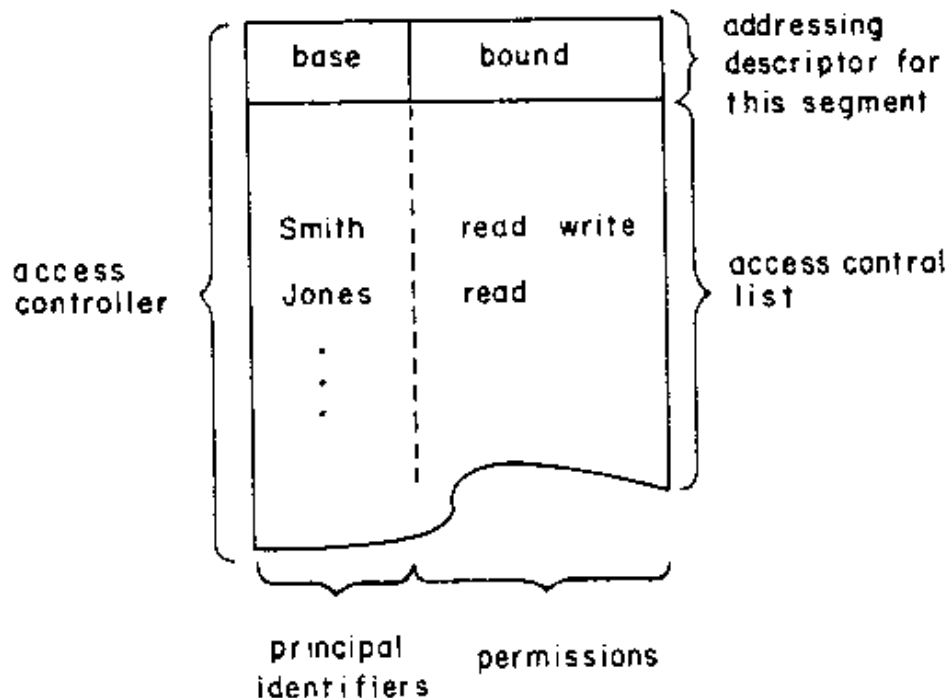 base
bound
addressing
descriptor for
this segment
Smith
read write
Jones
read
access
controller
access control
list
principal
identifiers
permissions